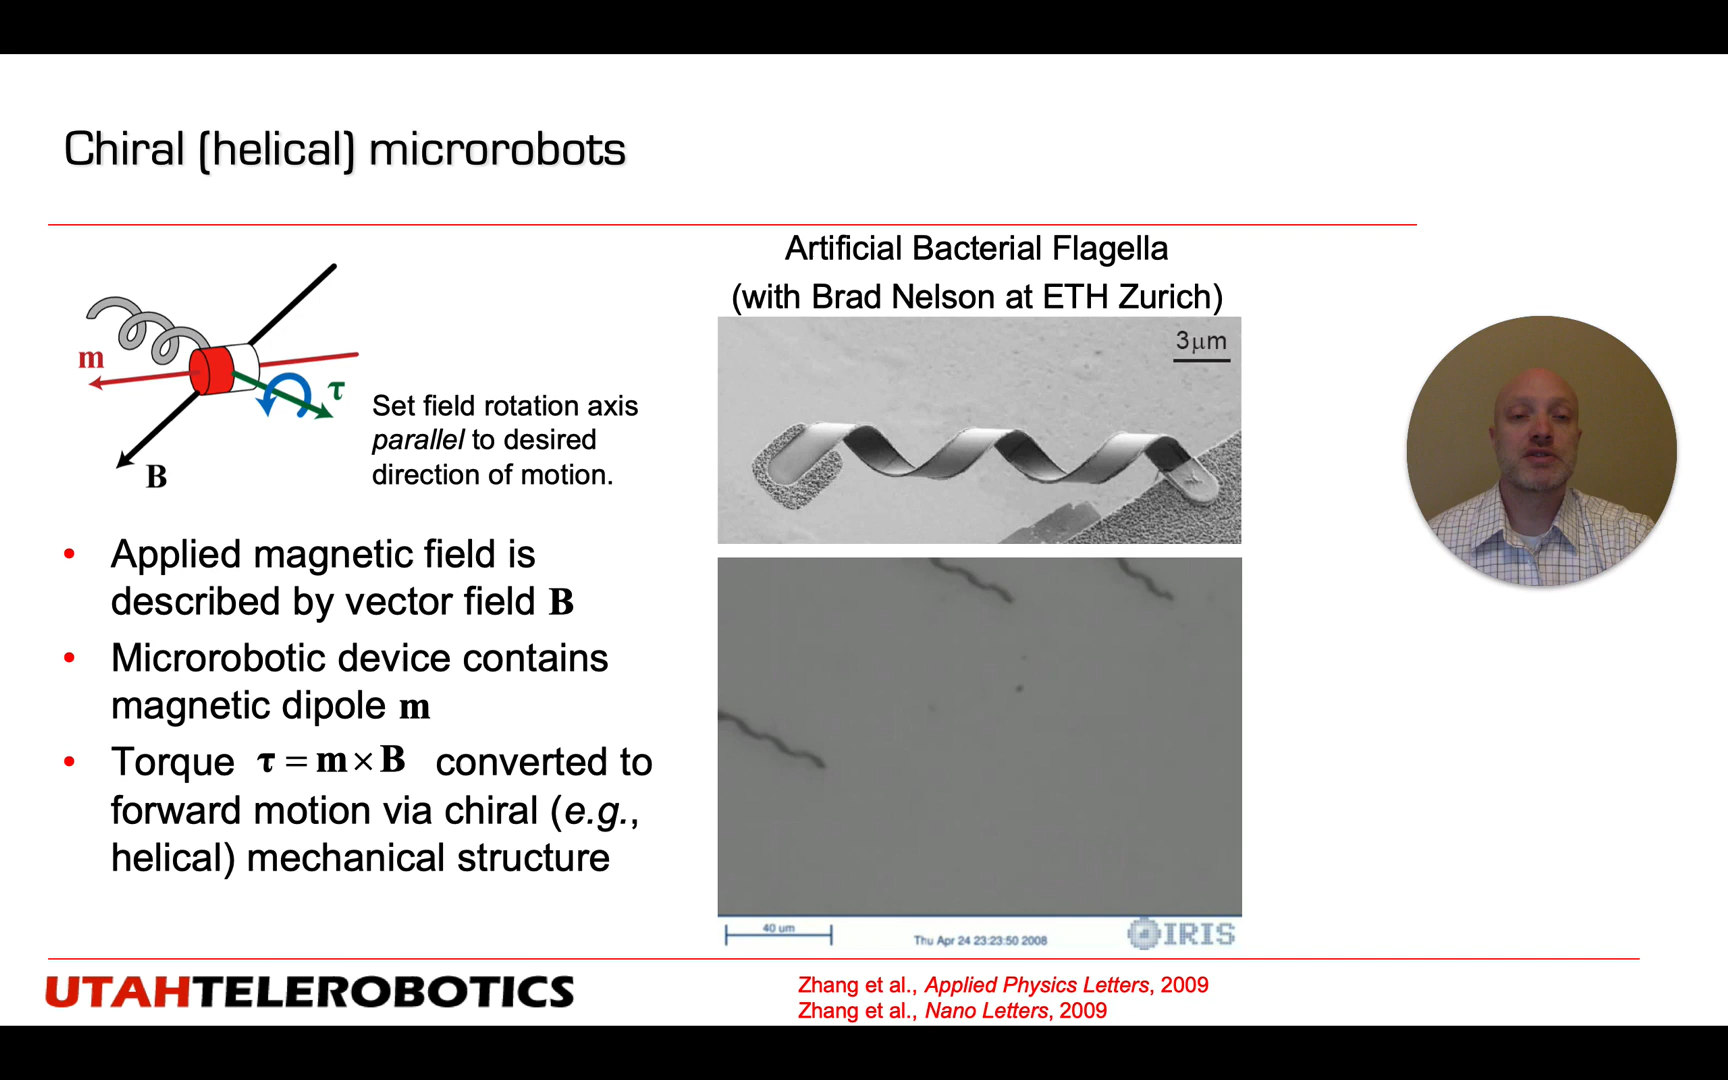 Chiral (helical) microrobots
m
τ
B
Set field rotation axis
parallel to desired
direction of motion.
• Applied magnetic field is
described by vector field B
• Microrobotic device contains
magnetic dipole m
• Torque τ = m × B converted to
forward motion via chiral (e.g.,
helical) mechanical structure
Artificial Bacterial Flagella
(with Brad Nelson at ETH Zurich)
3μm
40 um
Thu Apr 24 23:23:50 2008
IRIS
UTAHTELEROBOTICS
Zhang et al., Applied Physics Letters, 2009
Zhang et al., Nano Letters, 2009